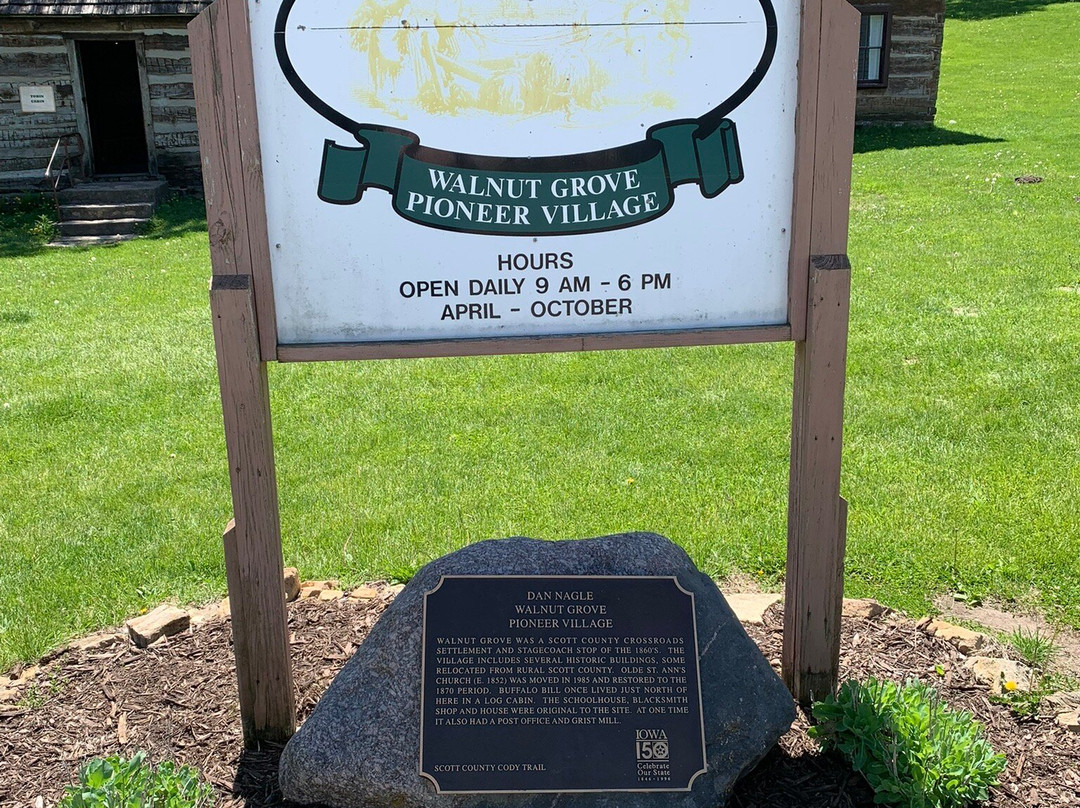 TOWER
CABIN
WALNUT GROVE
PIONEER VILLAGE
HOURS
OPEN DAILY 9 AM - 6 PM
APRIL - OCTOBER
DAN NAGLE
WALNUT GROVE
PIONEER VILLAGE
WALNUT GROVE WAS A SCOTT COUNTY CROSSROADS
SETTLEMENT AND STAGECOACH STOP OF THE 1860'S. THE
VILLAGE INCLUDES SEVERAL HISTORIC BUILDINGS, SOME
RELOCATED FROM RURAL SCOTT COUNTY. OLDE ST. ANN'S
CHURCH (E. 1852) WAS MOVED IN 1985 AND RESTORED TO THE
1870 PERIOD. BUFFALO BILL ONCE LIVED JUST NORTH OF
HERE IN A LOG CABIN. THE SCHOOLHOUSE, BLACKSMITH
SHOP AND HOUSE WERE ORIGINAL TO THE SITE. AT ONE TIME
IT ALSO HAD A POST OFFICE AND GRIST MILL.
IOWA
150
Celebrate
Our State
1846-1996
SCOTT COUNTY CODY TRAIL